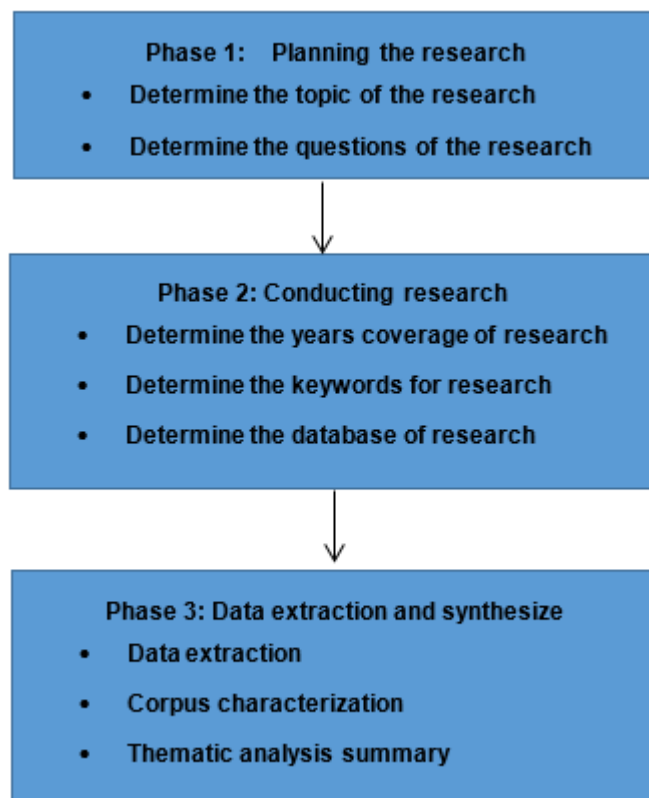 Phase 1: Planning the research
• Determine the topic of the research
• Determine the questions of the research
Phase 2: Conducting research
• Determine the years coverage of research
• Determine the keywords for research
• Determine the database of research
Phase 3: Data extraction and synthesize
• Data extraction
• Corpus characterization
• Thematic analysis summary